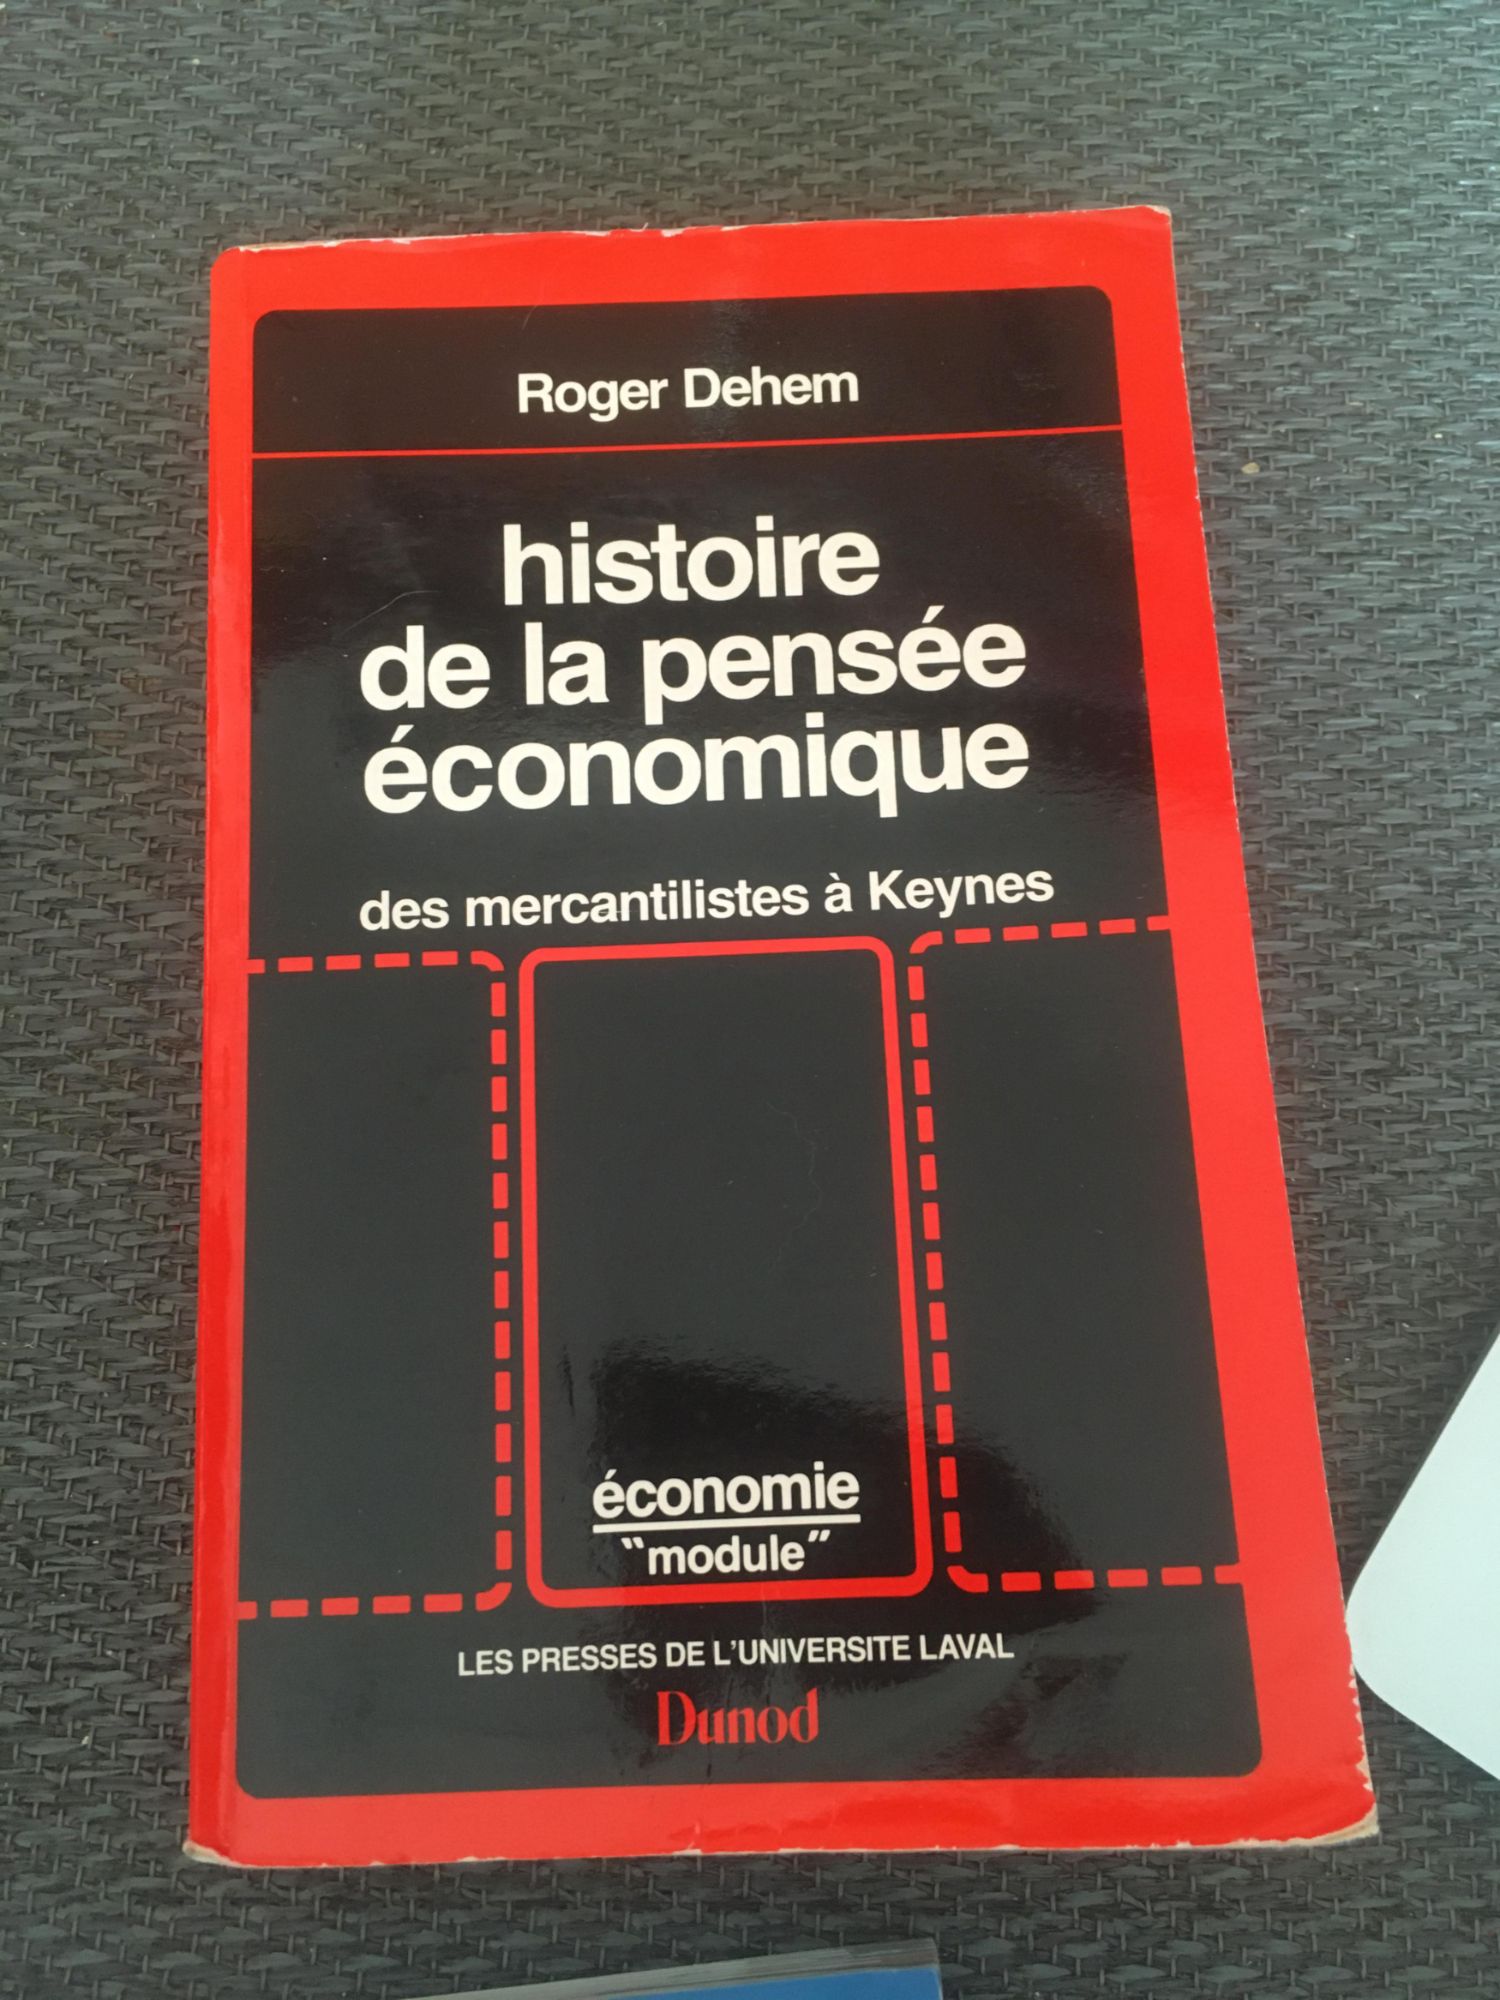 Roger Dehem
histoire
de la pensée
économique
des mercantilistes à Keynes
économie
"module"
LES PRESSES DE L'UNIVERSITE LAVAL
Dunod